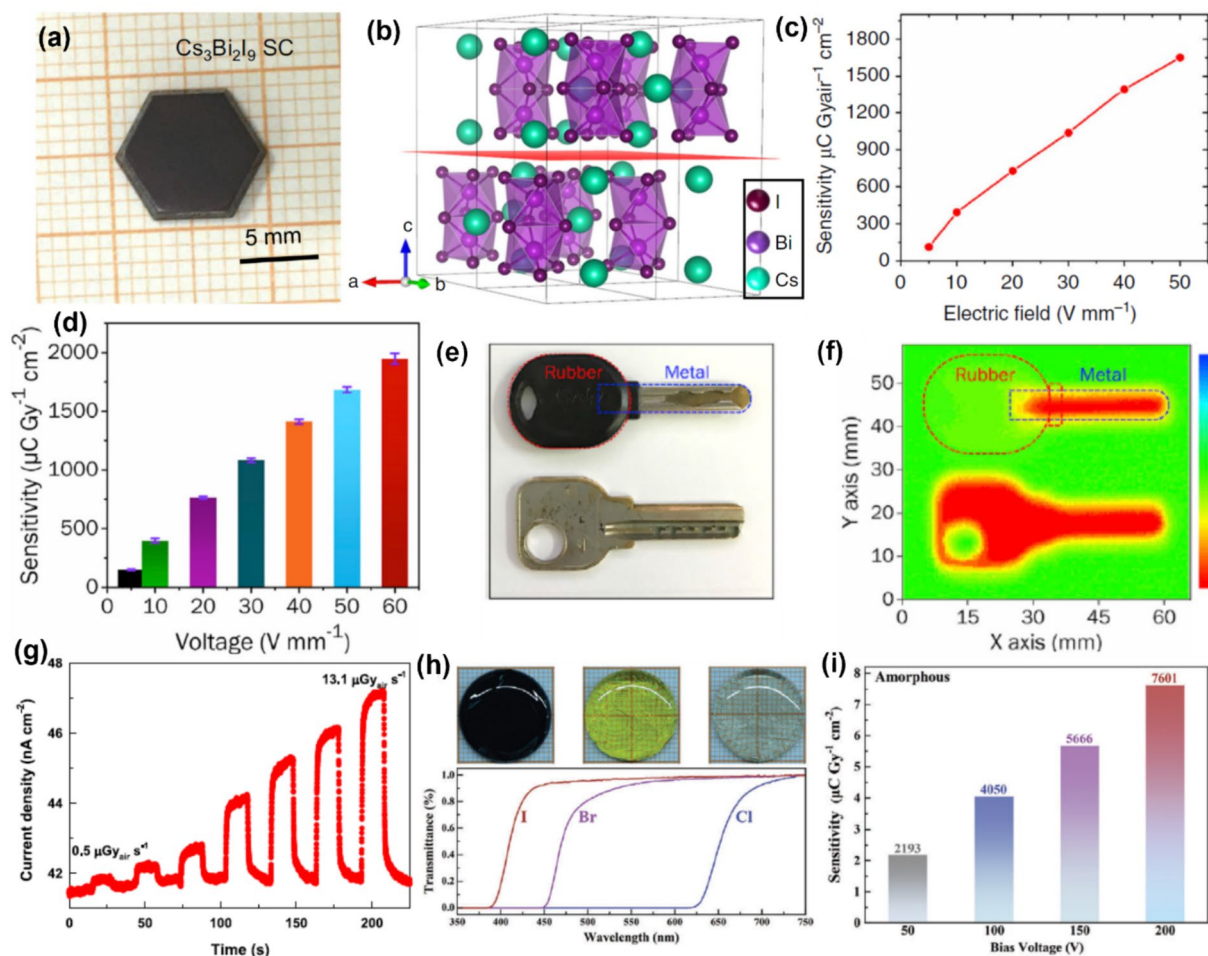 (a)
Cs₃Bi₂I₉ SC
5 mm
(b)
c
a
b
I
Bi
Cs
(c)
Sensitivity μC Gyair⁻¹ cm⁻²
1800
1500
1200
900
600
300
0
0 10 20 30 40 50
Electric field (V mm⁻¹)
(d)
Sensitivity (μC Gy⁻¹ cm⁻²)
2000
1500
1000
500
0
0 10 20 30 40 50 60
Voltage (V mm⁻¹)
(e)
Rubber
Metal
(f)
Rubber
Metal
Y axis (mm)
50
40
30
20
10
0
0 15 30 45 60
X axis (mm)
(g)
Current density (nA cm⁻²)
48
46
44
42
0.5 μGyₐᵢᵣ s⁻¹
13.1 μGyₐᵢᵣ s⁻¹
0 50 100 150 200
Time (s)
(h)
Transmittance (%)
1.0
0.8
0.6
0.4
0.2
0.0
I
Br
Cl
350 400 450 500 550 600 650 700 750
Wavelength (nm)
(i)
Amorphous
Sensitivity (μC Gy⁻¹ cm⁻²)
8
7
6
5
4
3
2
1
0
2193
4050
5666
7601
50 100 150 200
Bias Voltage (V)